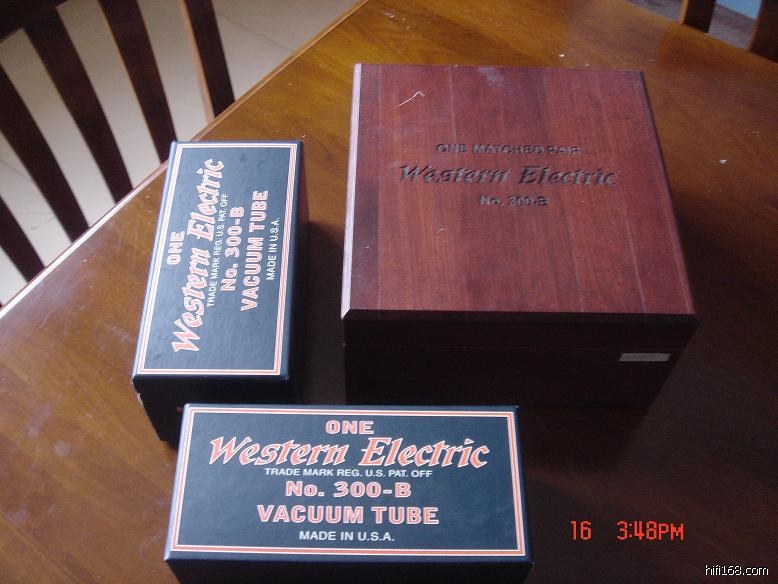 ONE MATCHED PAIR
Western Electric
No. 300-B
ONE
Western Electric
TRADE MARK REG. U.S. PAT. OFF
No. 300-B
VACUUM TUBE
MADE IN U.S.A.
ONE
Western Electric
TRADE MARK REG. U.S. PAT. OFF
No. 300-B
VACUUM TUBE
MADE IN U.S.A.
16 3:48PM
hifi168.com